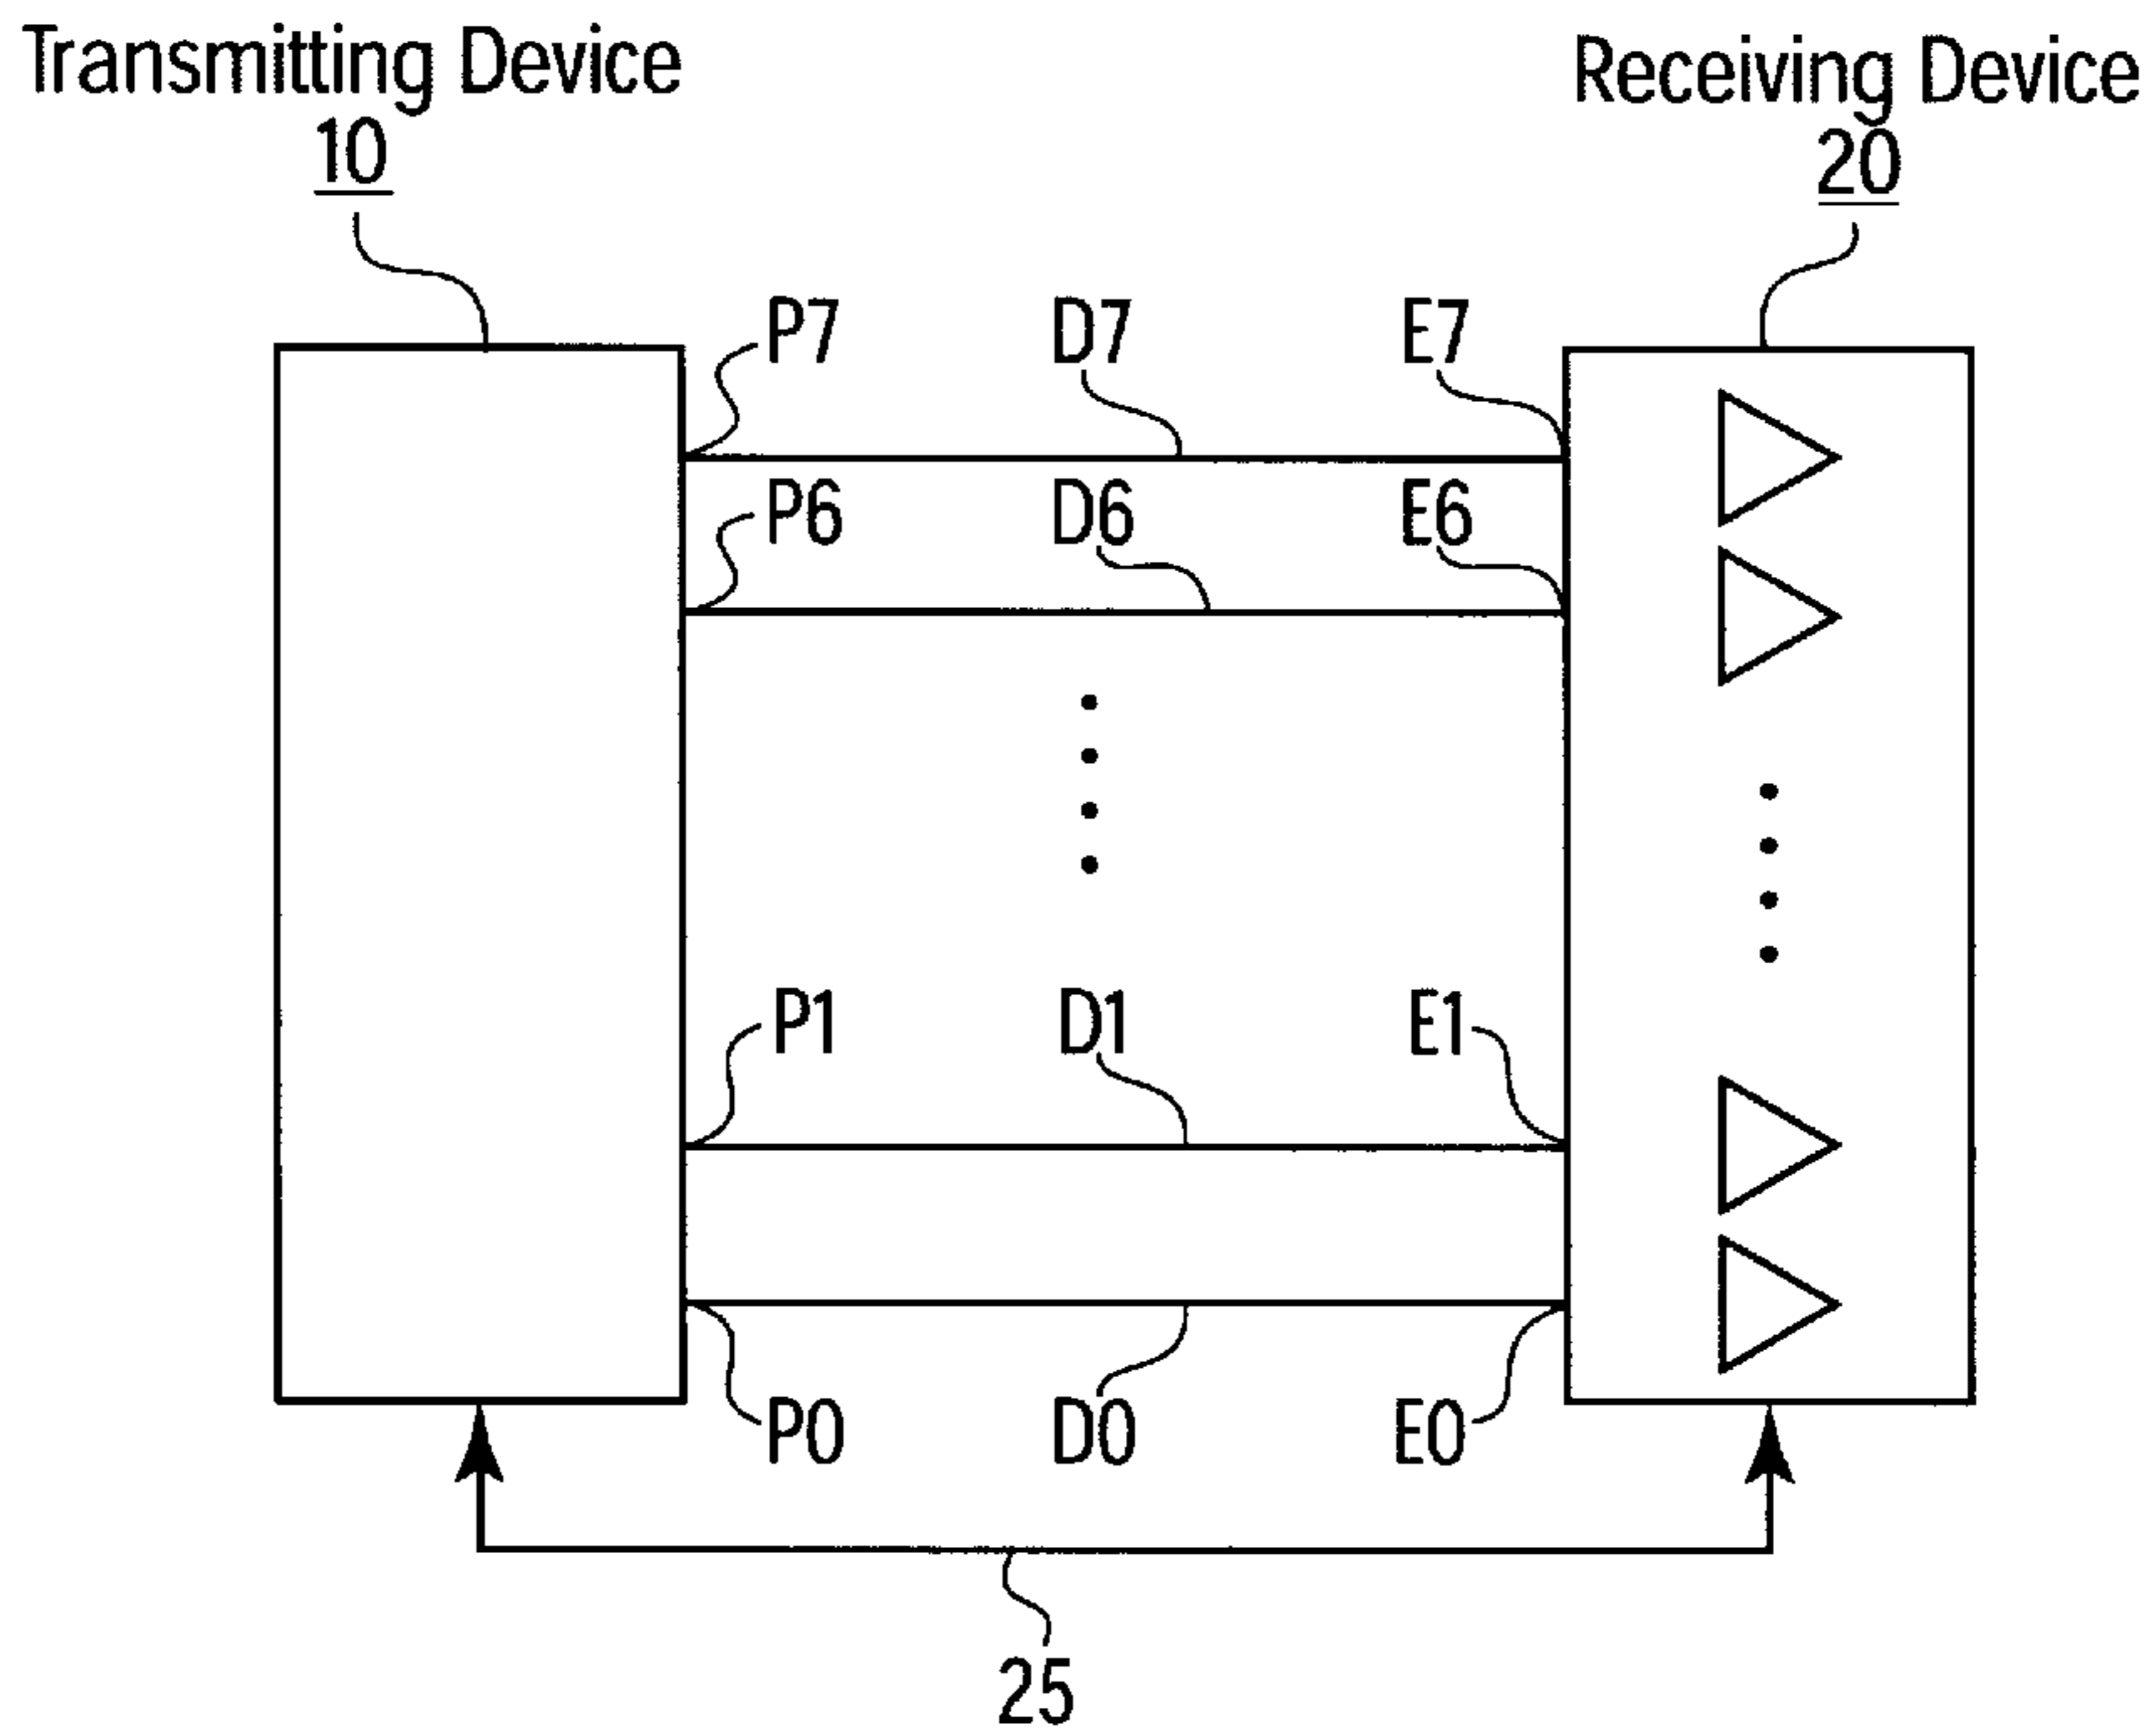 Transmitting Device
10
Receiving Device
20
P7 D7 E7
P6 D6 E6
P1 D1 E1
P0 D0 E0
25